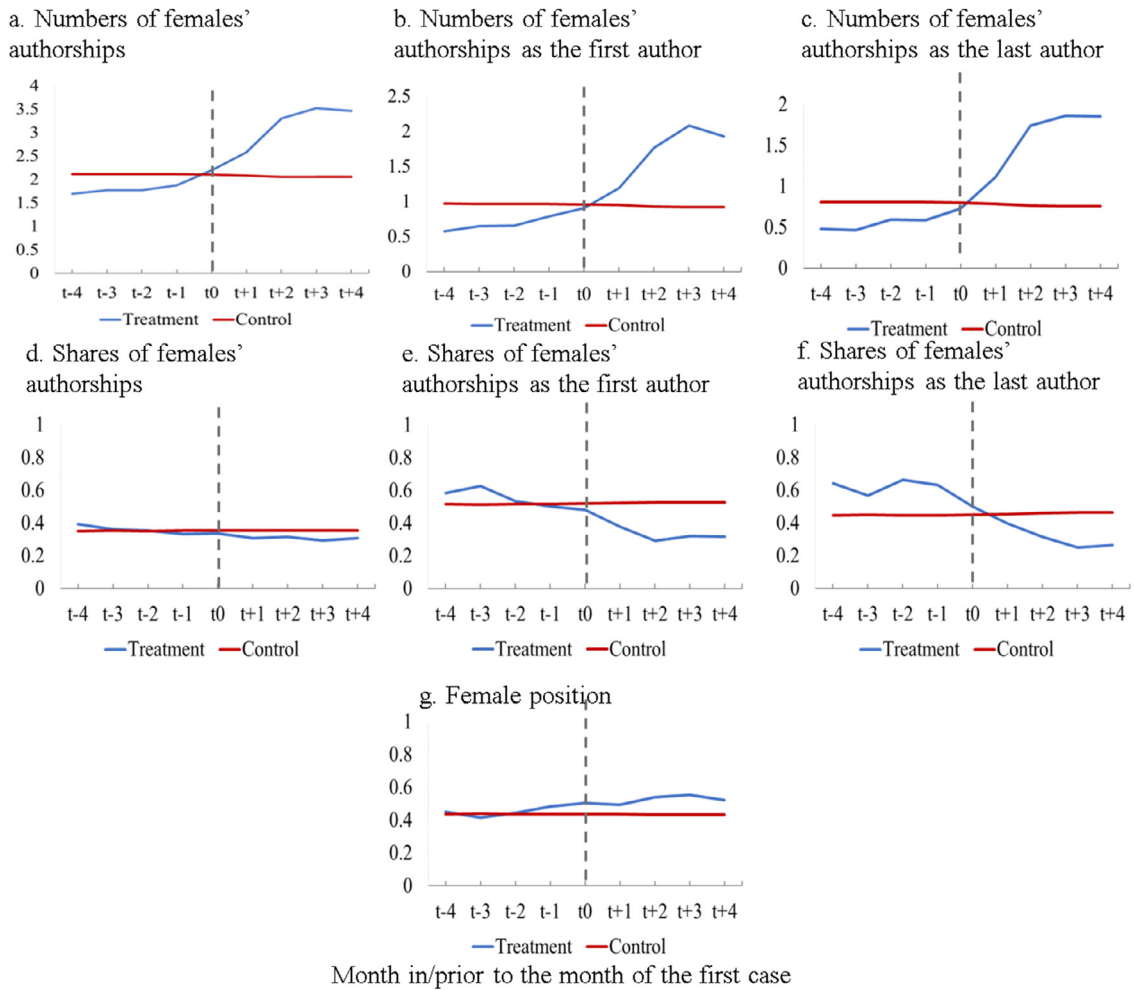 a. Numbers of females'
authorships
4
3.5
3
2.5
2
1.5
1
0.5
0
t-4 t-3 t-2 t-1 t0 t+1 t+2 t+3 t+4
Treatment Control
b. Numbers of females'
authorships as the first author
2.5
2
1.5
1
0.5
0
t-4 t-3 t-2 t-1 t0 t+1 t+2 t+3 t+4
Treatment Control
c. Numbers of females'
authorships as the last author
2
1.5
1
0.5
0
t-4 t-3 t-2 t-1 t0 t+1 t+2 t+3 t+4
Treatment Control
d. Shares of females'
authorships
1
0.8
0.6
0.4
0.2
0
t-4 t-3 t-2 t-1 t0 t+1 t+2 t+3 t+4
Treatment Control
e. Shares of females'
authorships as the first author
1
0.8
0.6
0.4
0.2
0
t-4 t-3 t-2 t-1 t0 t+1 t+2 t+3 t+4
Treatment Control
f. Shares of females'
authorships as the last author
1
0.8
0.6
0.4
0.2
0
t-4 t-3 t-2 t-1 t0 t+1 t+2 t+3 t+4
Treatment Control
g. Female position
1
0.8
0.6
0.4
0.2
0
t-4 t-3 t-2 t-1 t0 t+1 t+2 t+3 t+4
Treatment Control
Month in/prior to the month of the first case